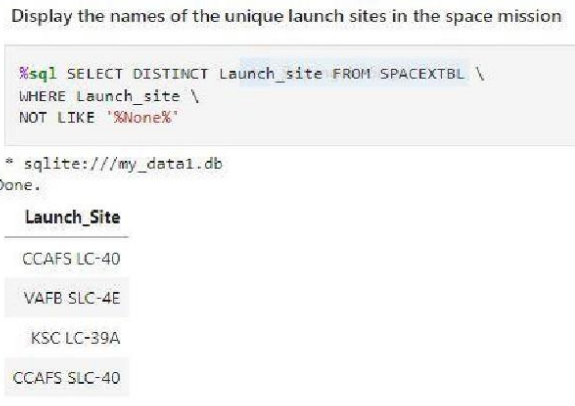 Display the names of the unique launch sites in the space mission
%sql SELECT DISTINCT Launch_site FROM SPACEXTBL \
WHERE Launch_site \
NOT LIKE '%None%'
* sqlite:///my_data1.db
Done.
Launch_Site
CCAFS LC-40
VAFB SLC-4E
KSC LC-39A
CCAFS SLC-40